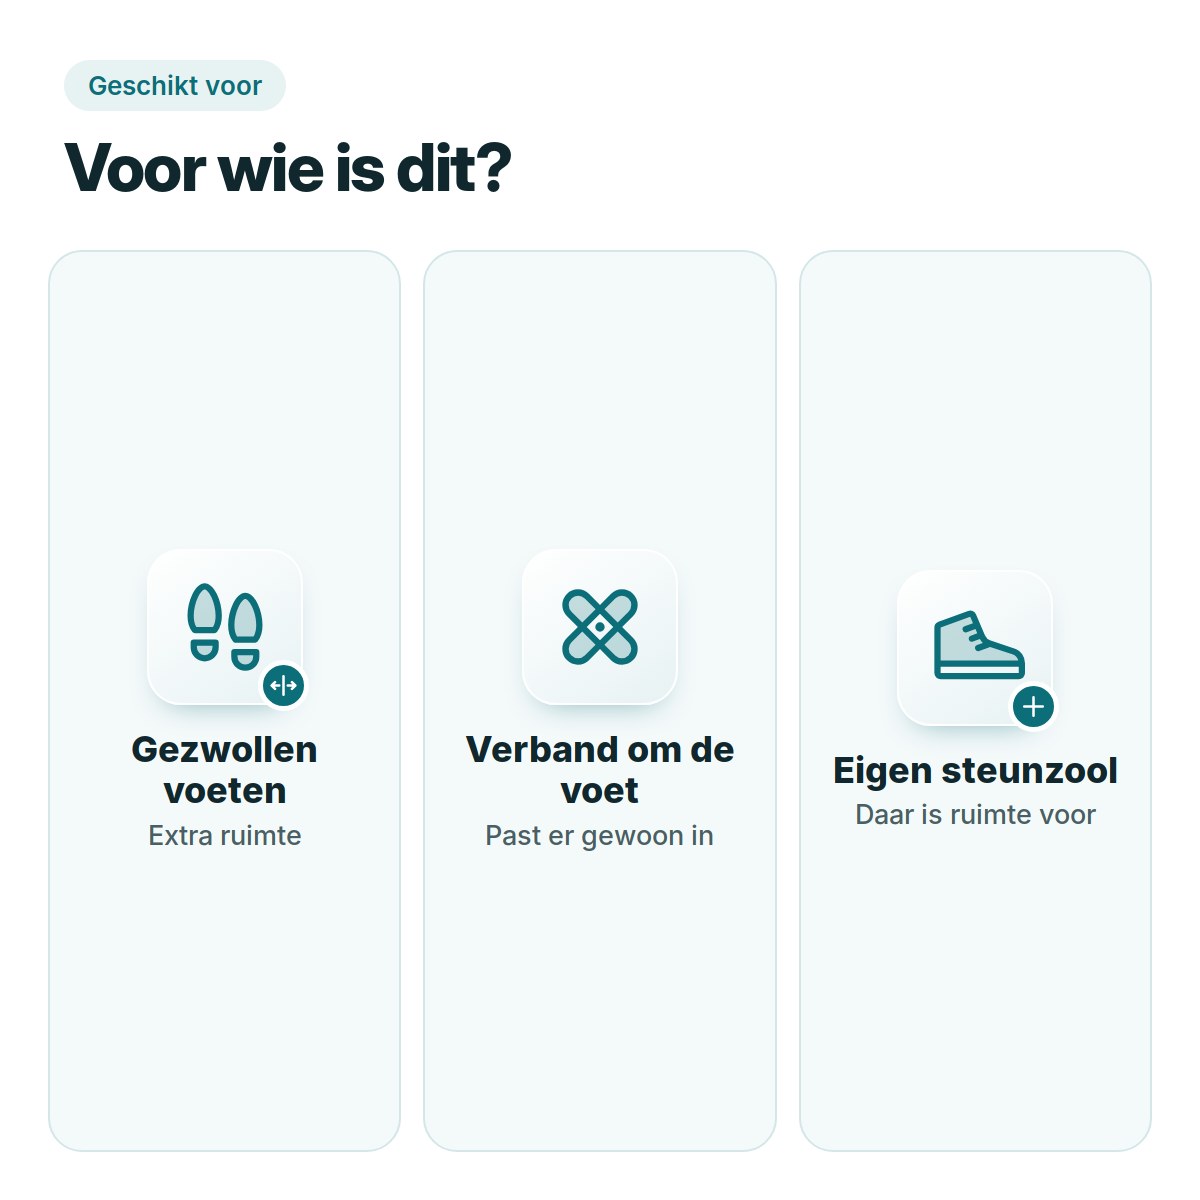 Geschikt voor
Voor wie is dit?
Gezwollen
voeten
Extra ruimte
Verband om de
voet
Past er gewoon in
Eigen steunzool
Daar is ruimte voor